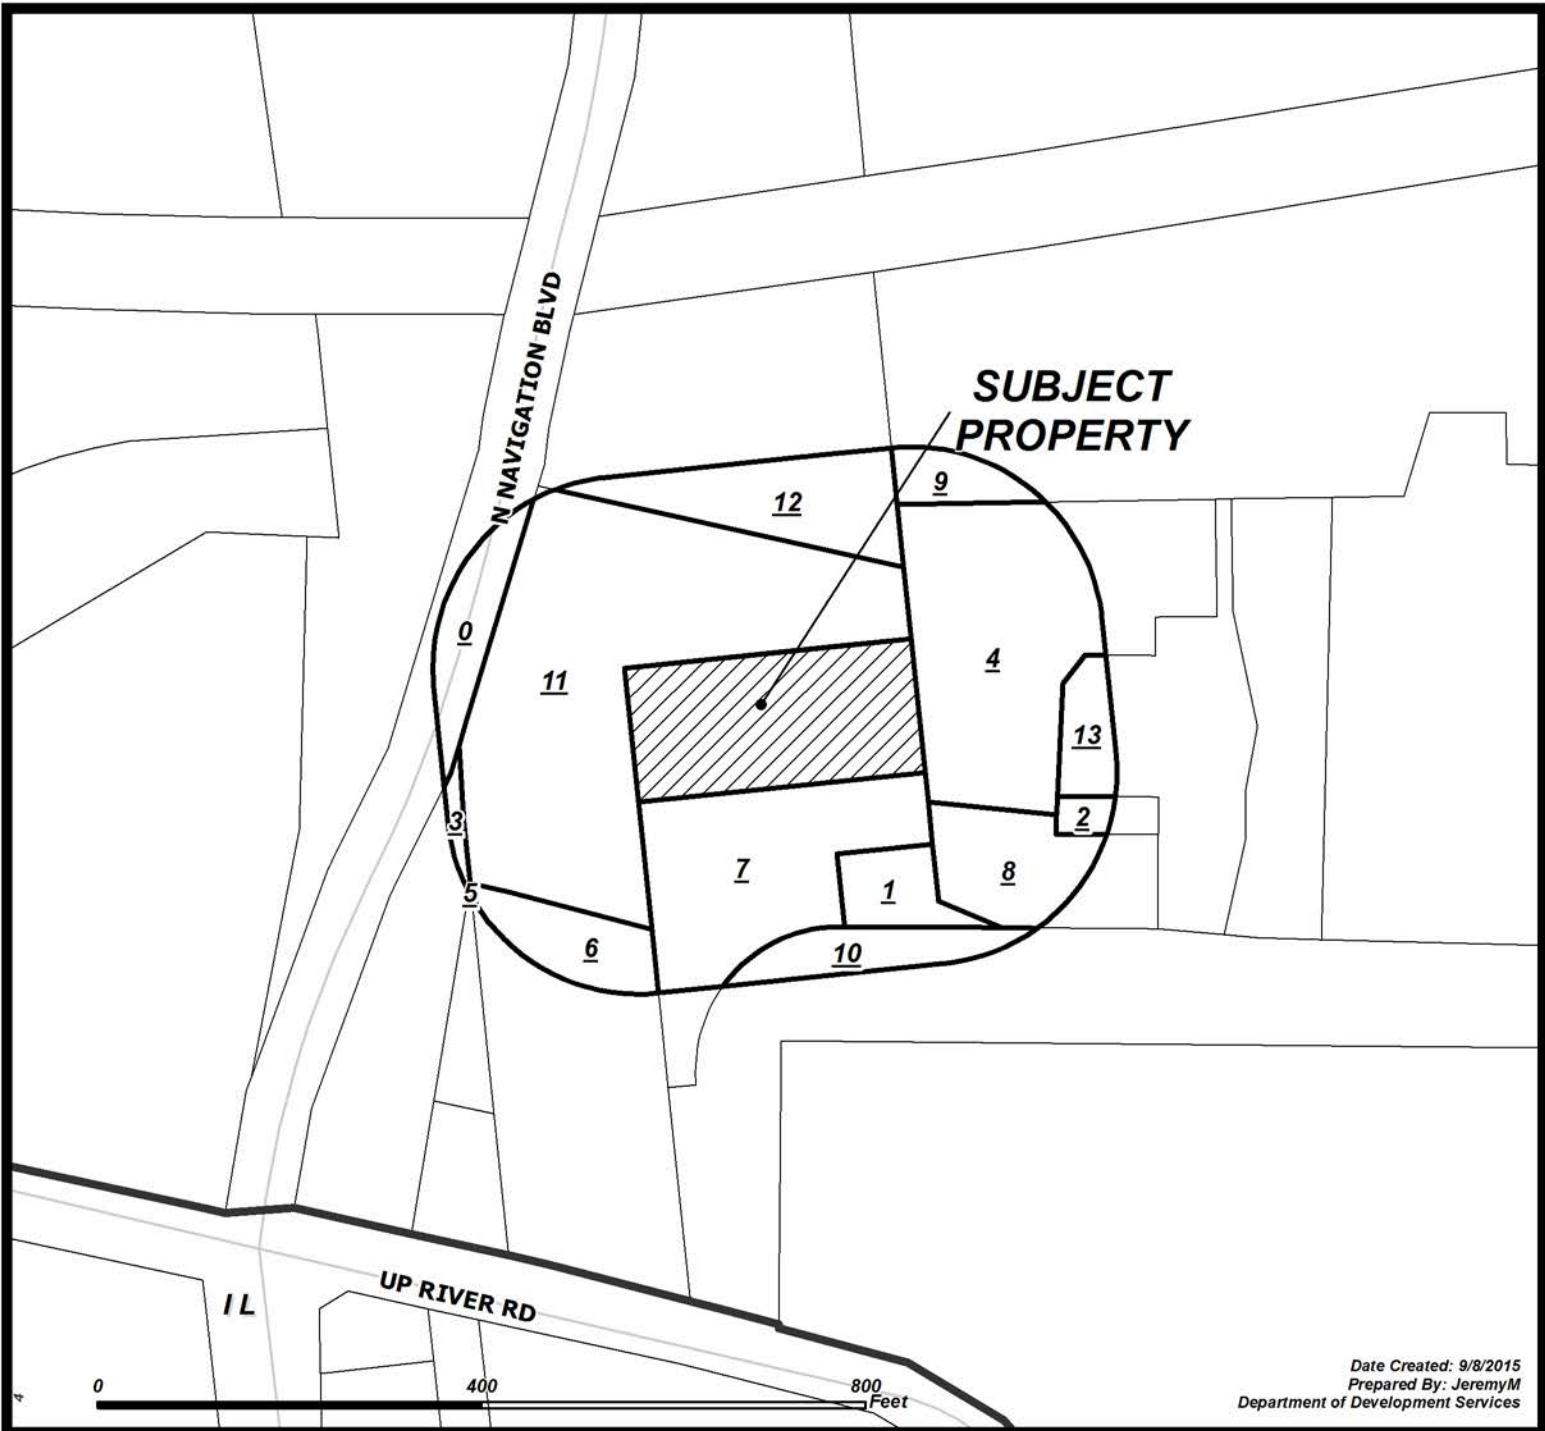 N NAVIGATION BLVD
SUBJECT
PROPERTY
9
12
0
11
4
13
3
2
7
8
1
5
6
10
UP RIVER RD
I L
0
400
800
Feet
4
Date Created: 9/8/2015
Prepared By: JeremyM
Department of Development Services